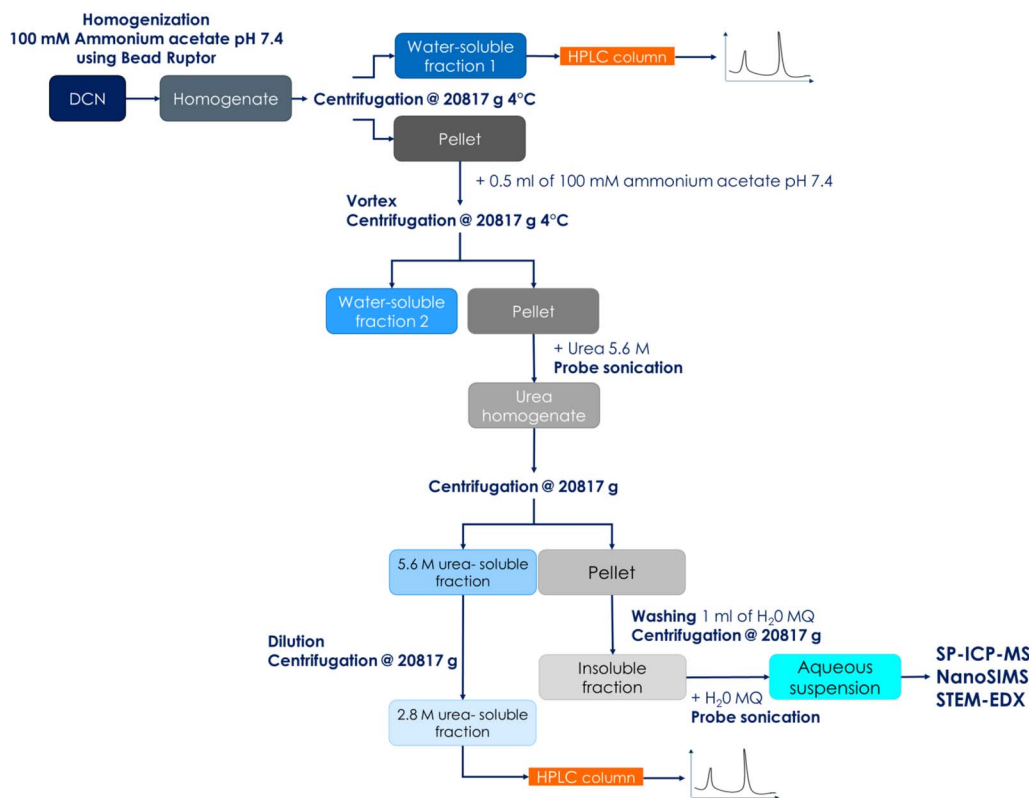 Homogenization
100 mM Ammonium acetate pH 7.4
using Bead Ruptor
DCN
Homogenate
Water-soluble
fraction 1
HPLC column
Centrifugation @ 20817 g 4°C
Pellet
+ 0.5 ml of 100 mM ammonium acetate pH 7.4
Vortex
Centrifugation @ 20817 g 4°C
Water-soluble
fraction 2
Pellet
+ Urea 5.6 M
Probe sonication
Urea
homogenate
Centrifugation @ 20817 g
5.6 M urea- soluble
fraction
Pellet
Washing 1 ml of H₂0 MQ
Centrifugation @ 20817 g
Dilution
Centrifugation @ 20817 g
Insoluble
fraction
Aqueous
suspension
SP-ICP-MS
NanoSIMS
STEM-EDX
+ H₂0 MQ
Probe sonication
2.8 M urea- soluble
fraction
HPLC column